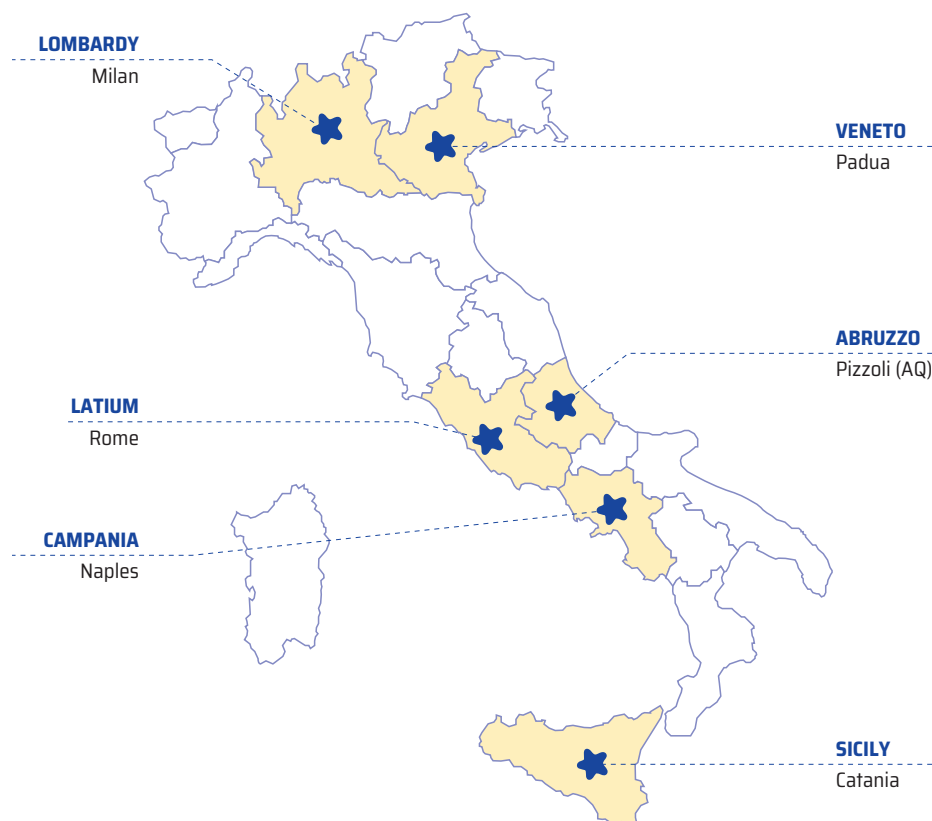 LOMBARDY
Milan
VENETO
Padua
ABRUZZO
Pizzoli (AQ)
LATIUM
Rome
CAMPANIA
Naples
SICILY
Catania